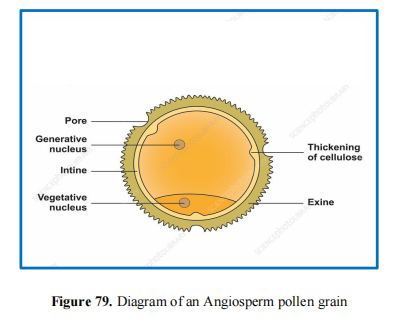 Pore
Generative
nucleus
Intine
Vegetative
nucleus
Thickening
of cellulose
Exine
Figure 79. Diagram of an Angiosperm pollen grain